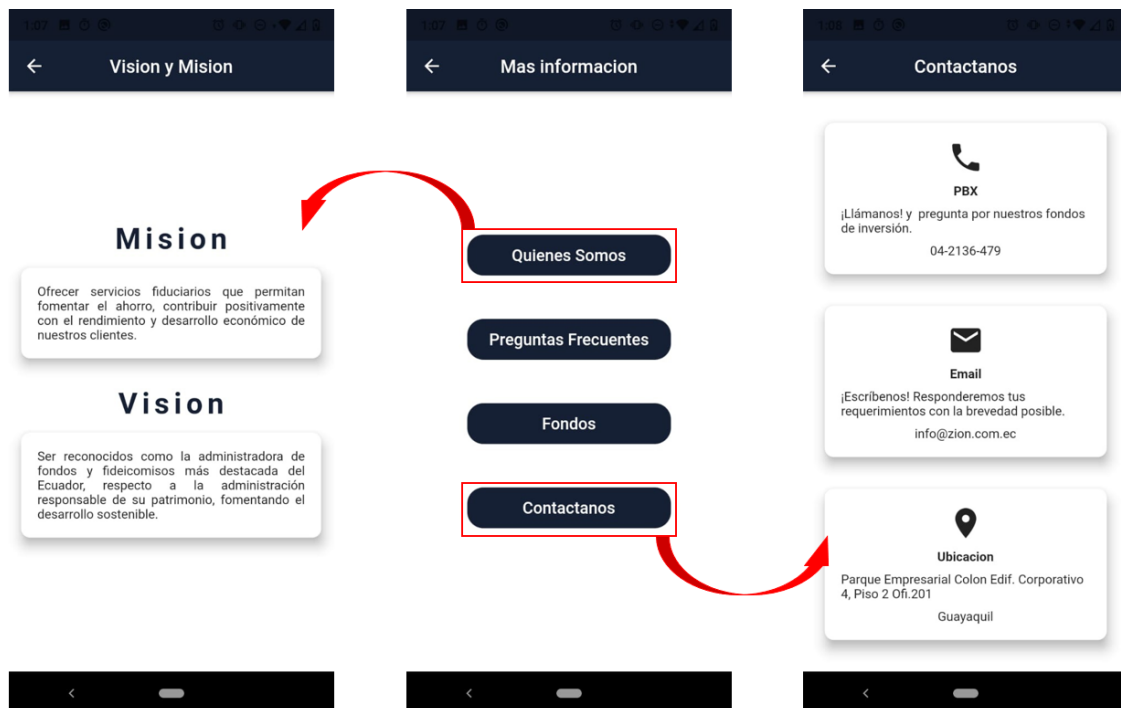 1:07
Vision y Mision
Mision
Ofrecer servicios fiduciarios que permitan
fomentar el ahorro, contribuir positivamente
con el rendimiento y desarrollo económico de
nuestros clientes.
Vision
Ser reconocidos como la administradora de
fondos y fideicomisos más destacada del
Ecuador, respecto a la administración
responsable de su patrimonio, fomentando el
desarrollo sostenible.
1:07
Mas informacion
Quienes Somos
Preguntas Frecuentes
Fondos
Contactanos
1:08
Contactanos
PBX
¡Llámanos! y pregunta por nuestros fondos
de inversión.
04-2136-479
Email
¡Escríbenos! Responderemos tus
requerimientos con la brevedad posible.
info@zion.com.ec
Ubicacion
Parque Empresarial Colon Edif. Corporativo
4, Piso 2 Ofi.201
Guayaquil